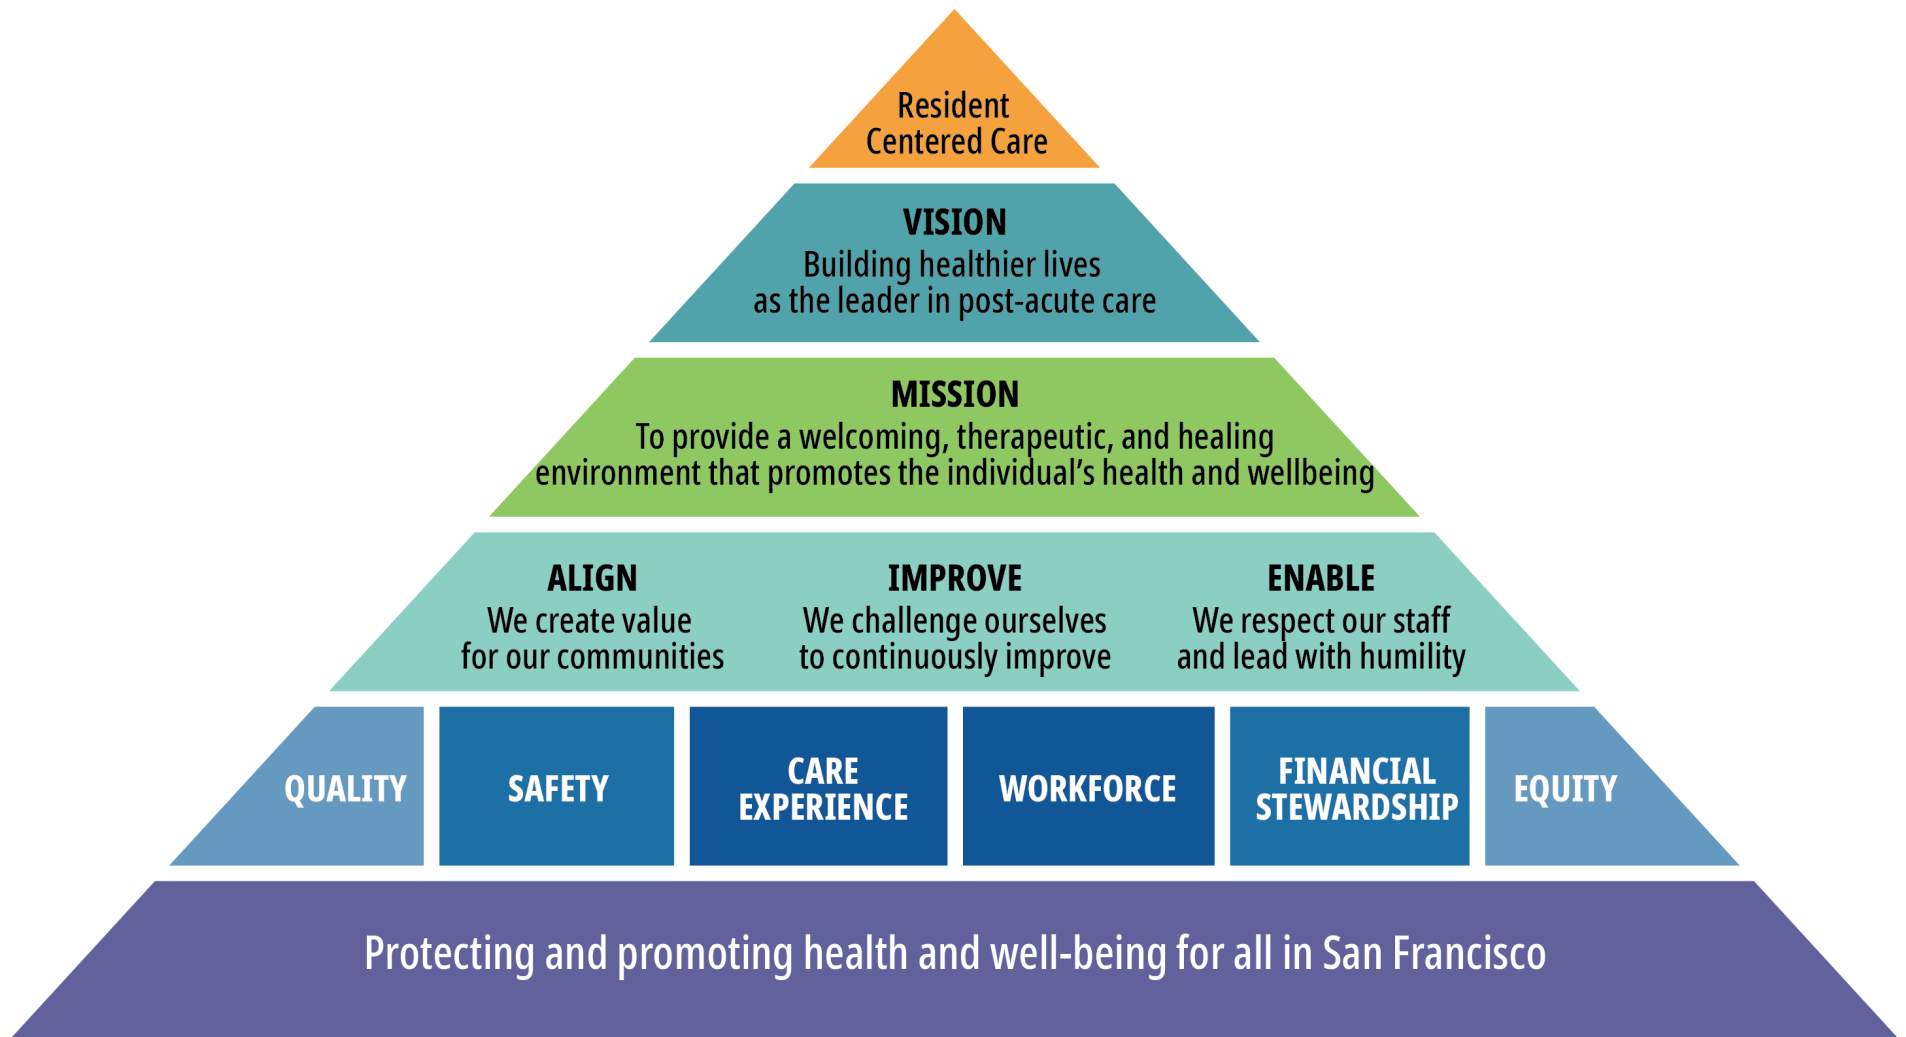 Resident
Centered Care
VISION
Building healthier lives
as the leader in post-acute care
MISSION
To provide a welcoming, therapeutic, and healing
environment that promotes the individual’s health and wellbeing
ALIGN
We create value
for our communities
IMPROVE
We challenge ourselves
to continuously improve
ENABLE
We respect our staff
and lead with humility
QUALITY
SAFETY
CARE
EXPERIENCE
WORKFORCE
FINANCIAL
STEWARDSHIP
EQUITY
Protecting and promoting health and well-being for all in San Francisco